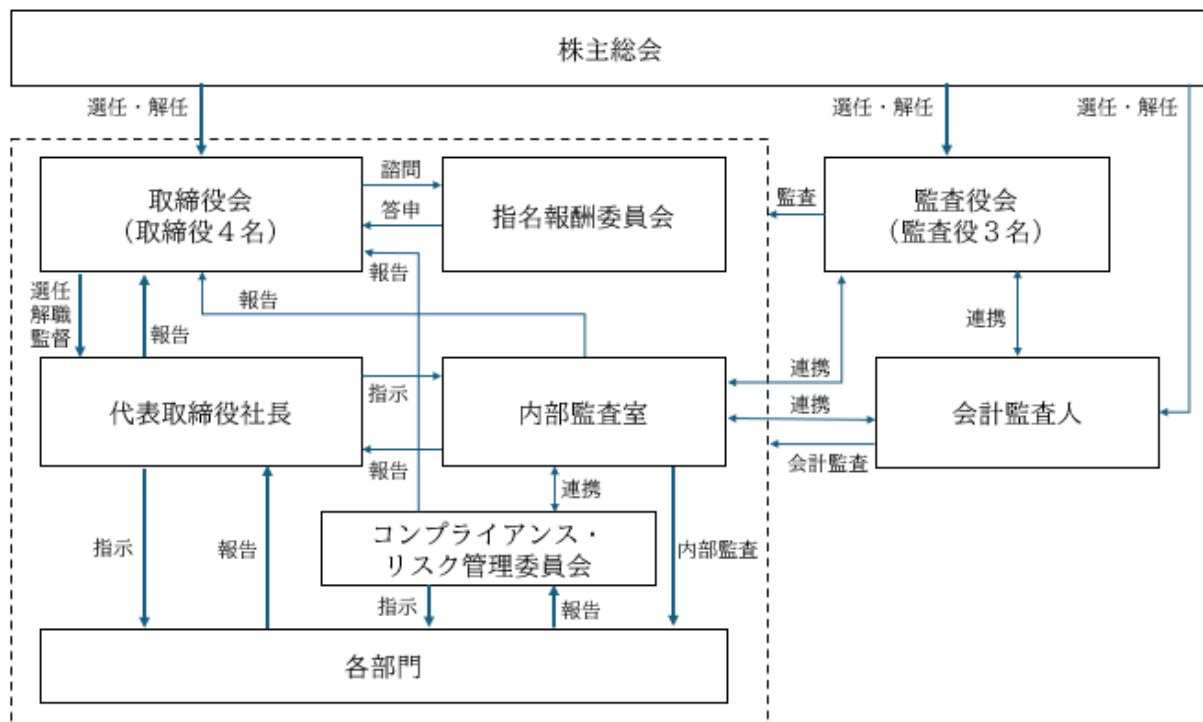 株主総会
選任・解任
選任・解任
選任・解任
取締役会
（取締役４名）
諮問
答申
指名報酬委員会
監査
監査役会
（監査役３名）
報告
報告
選任
解職
監督
報告
連携
連携
代表取締役社長
指示
報告
内部監査室
連携
会計監査
会計監査人
連携
指示
報告
コンプライアンス・
リスク管理委員会
内部監査
指示
報告
各部門